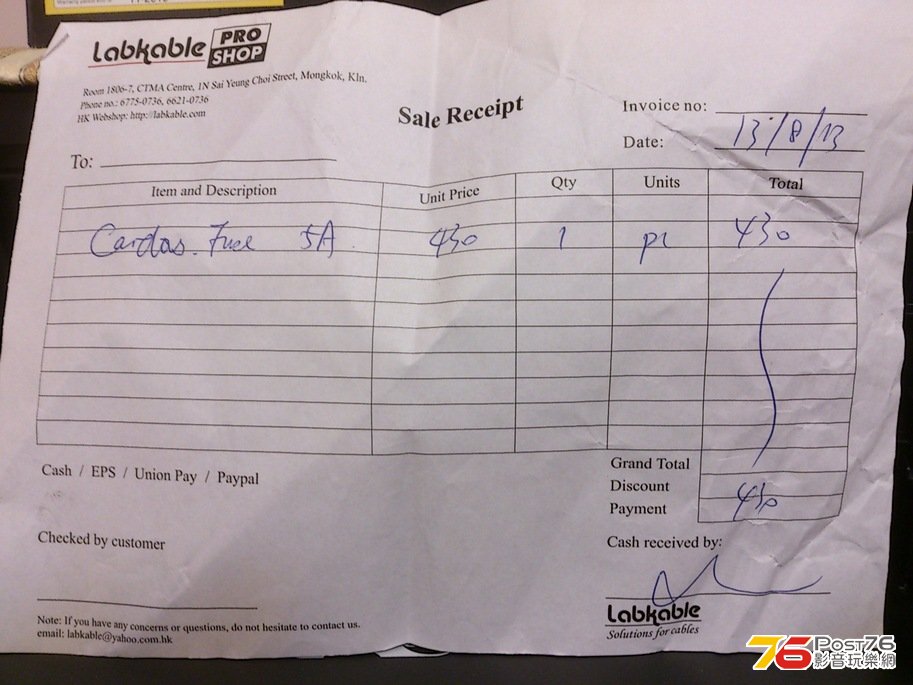 Labkable PRO SHOP
Room 1806-7, CTMA Centre, 1N Sai Yeung Choi Street, Mongkok, Kln.
Phone no.: 6775-0736, 6621-0736
HK Webshop: http://labkable.com
Sale Receipt
Invoice no:
Date: 13/8/13
To:
Item and Description Unit Price Qty Units Total
Cardas Fuse 5A 430 1 pc 430
Cash / EPS / Union Pay / Paypal
Grand Total
Discount
Payment 430
Checked by customer
Cash received by:
Labkable
Solutions for cables
Note: If you have any concerns or questions, do not hesitate to contact us.
email: labkable@yahoo.com.hk
76 Post76
影音玩樂網